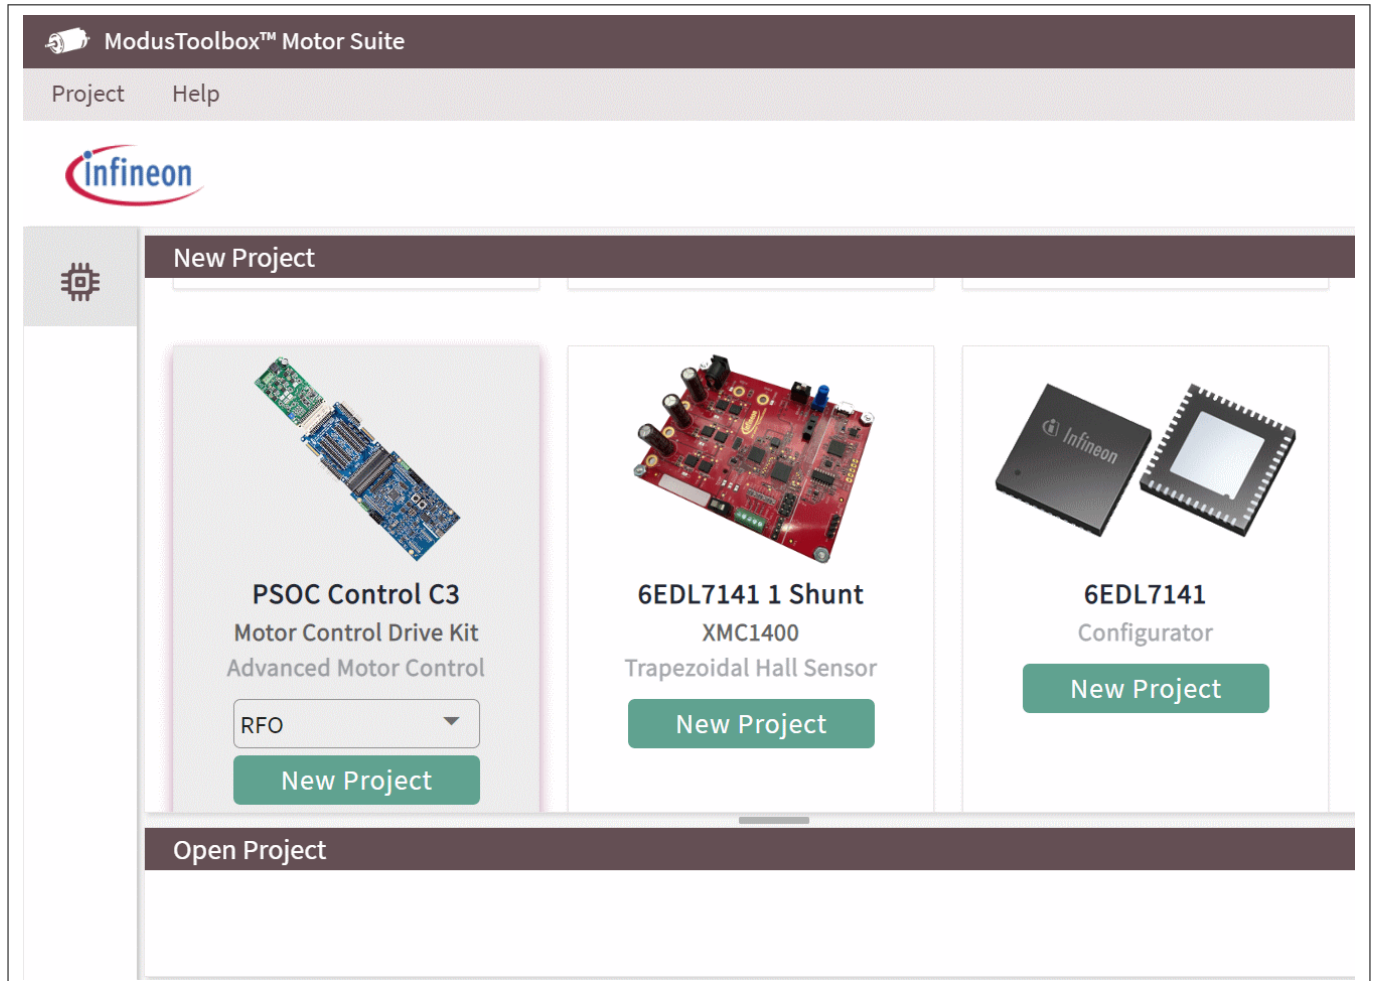 ModusToolbox™ Motor Suite
Project Help
infineon
New Project
Infineon
PSOC Control C3
Motor Control Drive Kit
Advanced Motor Control
RFO
New Project
6EDL7141 1 Shunt
XMC1400
Trapezoidal Hall Sensor
New Project
6EDL7141
Configurator
New Project
Open Project